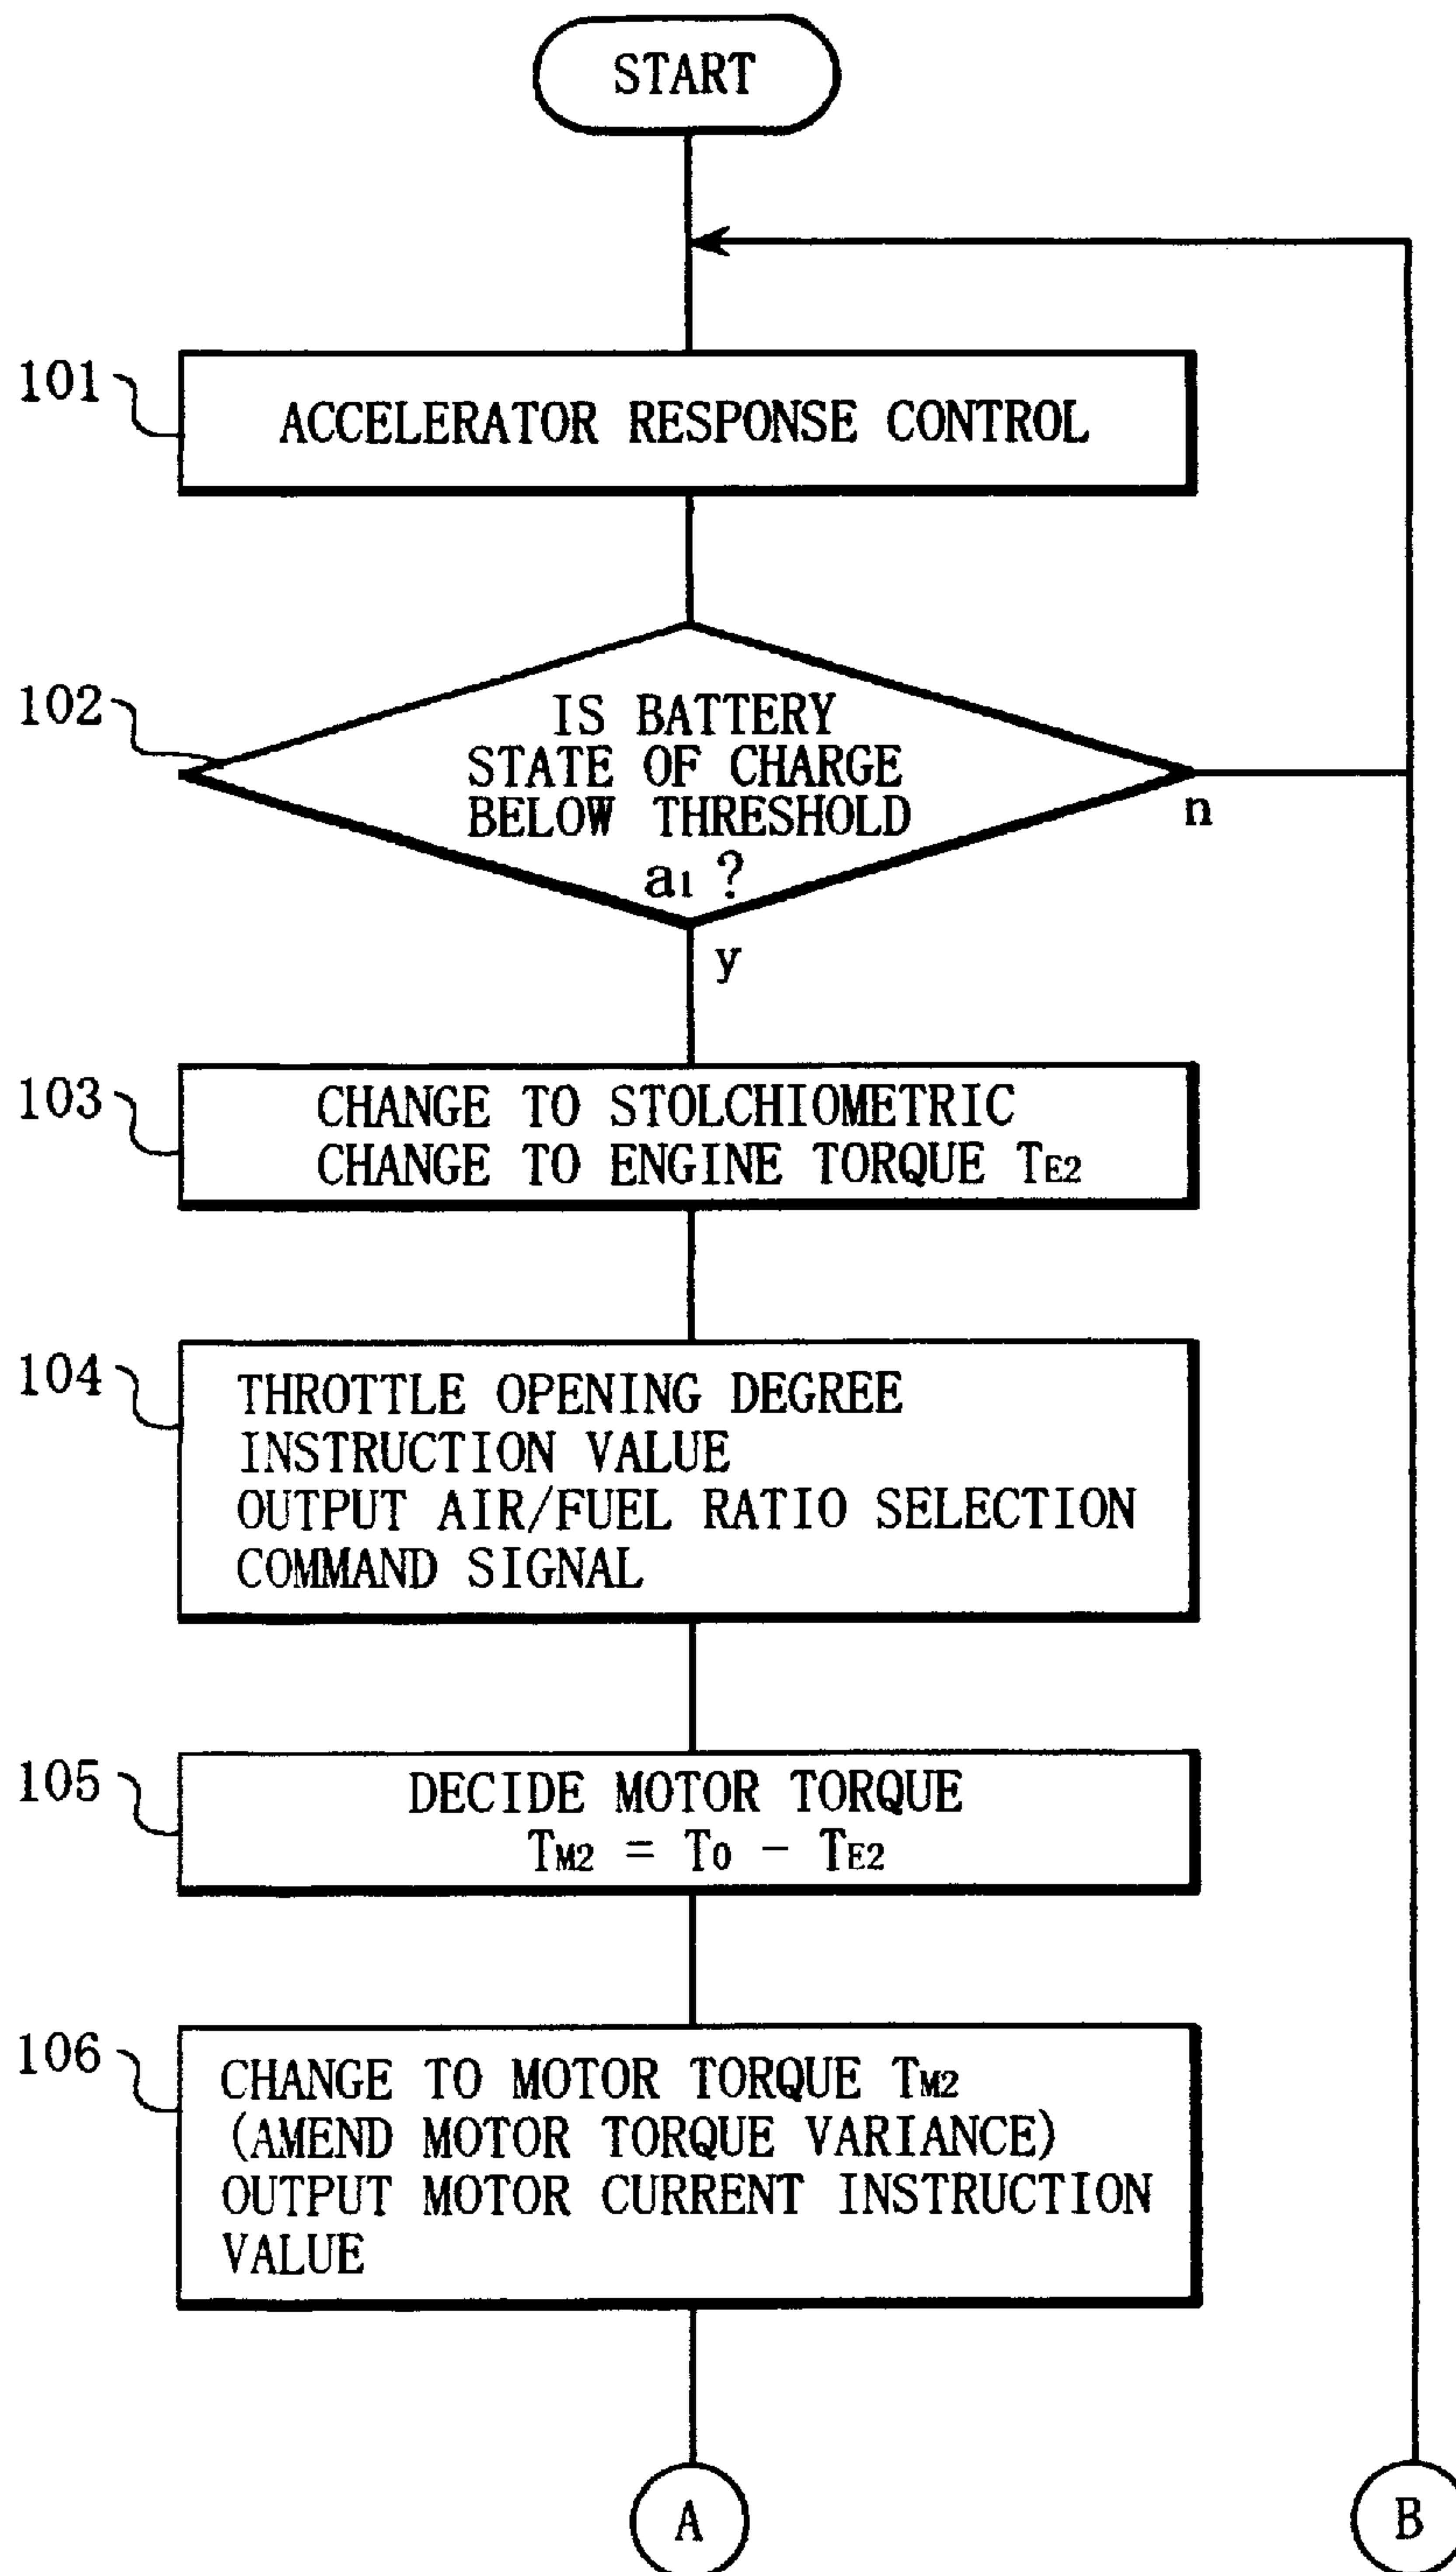 START
101
ACCELERATOR RESPONSE CONTROL
102
IS BATTERY
STATE OF CHARGE
BELOW THRESHOLD
a1 ?
n
y
103
CHANGE TO STOLCHIOMETRIC
CHANGE TO ENGINE TORQUE TE2
104
THROTTLE OPENING DEGREE
INSTRUCTION VALUE
OUTPUT AIR/FUEL RATIO SELECTION
COMMAND SIGNAL
105
DECIDE MOTOR TORQUE
TM2 = T0 - TE2
106
CHANGE TO MOTOR TORQUE TM2
(AMEND MOTOR TORQUE VARIANCE)
OUTPUT MOTOR CURRENT INSTRUCTION
VALUE
A
B